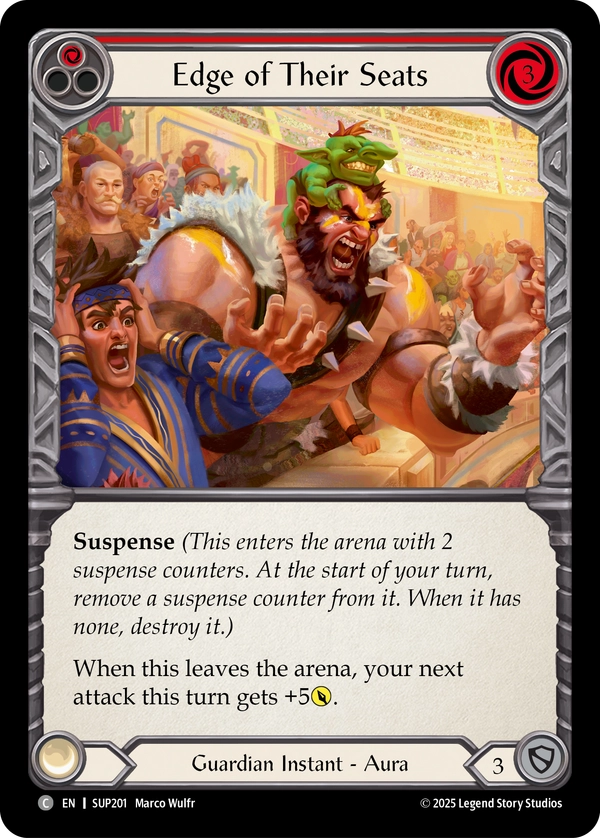 Edge of Their Seats
3
Suspense (This enters the arena with 2
suspense counters. At the start of your turn,
remove a suspense counter from it. When it has
none, destroy it.)
When this leaves the arena, your next
attack this turn gets +5.
Guardian Instant - Aura
3
C EN | SUP201 Marco Wulfr
© 2025 Legend Story Studios